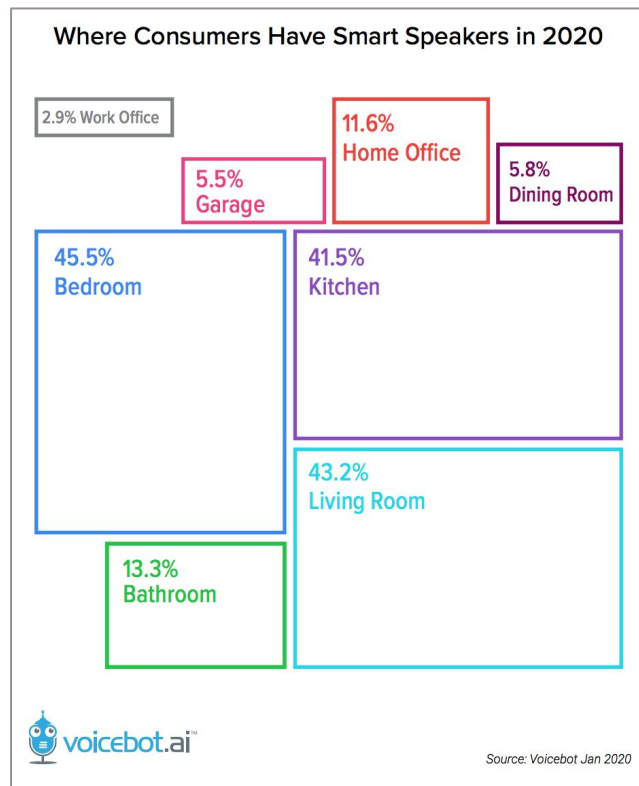 Where Consumers Have Smart Speakers in 2020
2.9% Work Office
11.6%
Home Office
5.5%
Garage
5.8%
Dining Room
45.5%
Bedroom
41.5%
Kitchen
43.2%
Living Room
13.3%
Bathroom
voicebot.ai™
Source: Voicebot Jan 2020